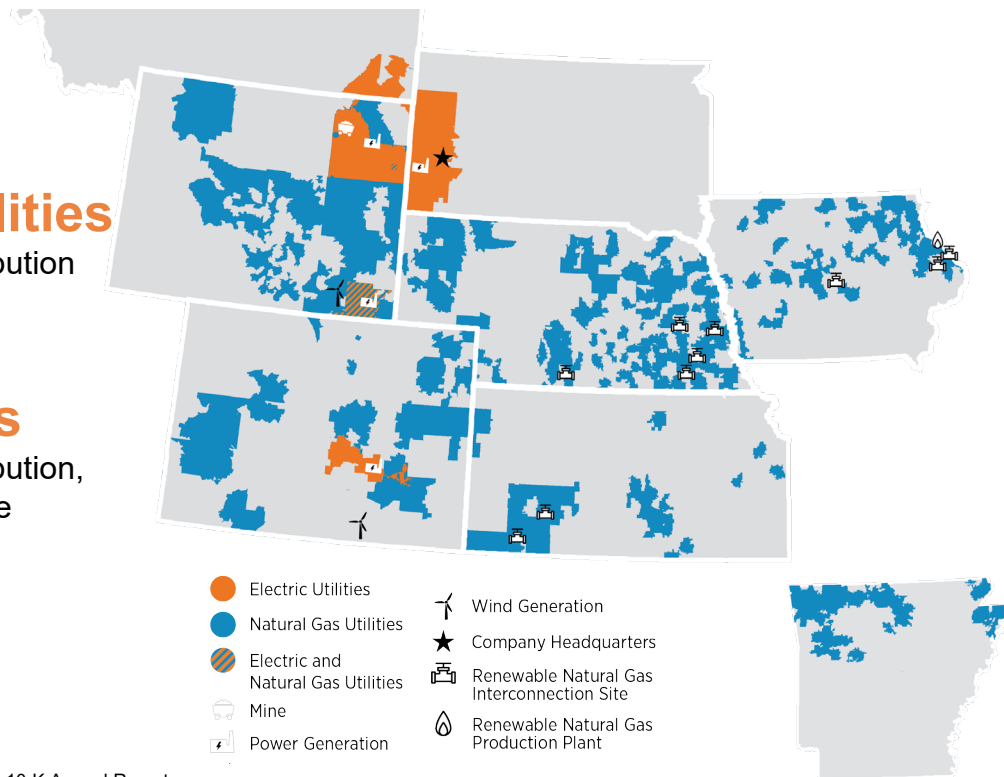 lities
bution
s
bution,
e
Electric Utilities
Natural Gas Utilities
Electric and
Natural Gas Utilities
Mine
Power Generation
Wind Generation
Company Headquarters
Renewable Natural Gas
Interconnection Site
Renewable Natural Gas
Production Plant